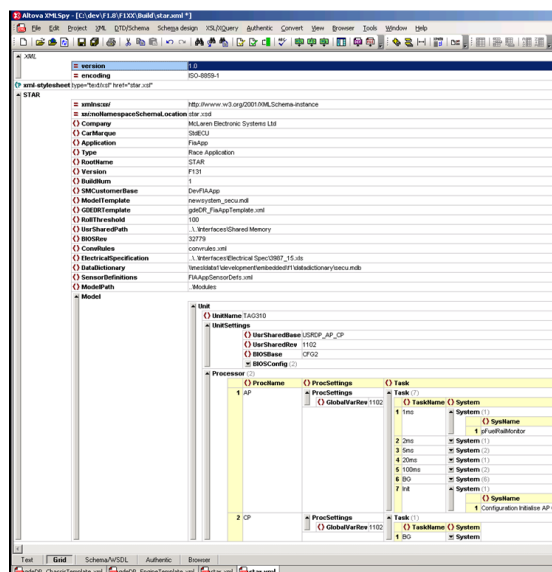 Altova XMLSpy - [C:\dev\F1.8\F1XX\Build\star.xml *]
File Edit Project XML DTD/Schema Schema design XSL/XQuery Authentic Convert View Browser Tools Window Help
XML
= version 1.0
= encoding ISO-8859-1
xml-stylesheet type="text/xsl" href="star.xsl"
STAR
= xmlns:xsi http://www.w3.org/2001/XMLSchema-instance
= xsi:noNamespaceSchemaLocation star.xsd
() Company McLaren Electronic Systems Ltd
() CarMarque StdECU
() Application FiaApp
() Type Race Application
() RootName STAR
() Version F131
() BuildNum 1
() SMCustomerBase DevFIAApp
() ModelTemplate newsystem_secu.mdl
() GDEDRTemplate gdeDR_FiaAppTemplate.xml
() RollThreshold 100
() UsrSharedPath ..\..\Interfaces\Shared Memory
() BIOSRev 32779
() ConvRules convrules.xml
() ElectricalSpecification ..\..\Interfaces\Electrical Spec\3987_15.xls
() DataDictionary \\mesldata1\development\embedded\f1\datadictionary\secu.mdb
() SensorDefinitions FIAAppSensorDefs.xml
() ModelPath ..\Modules
Model
Unit
() UnitName TAG310
UnitSettings
() UsrSharedBase USRDP_AP_CP
() UsrSharedRev 1102
() BIOSBase CFG2
BIOSConfig (2)
Processor (2)
() ProcName () ProcSettings () Task
1 AP ProcSettings Task (7)
() GlobalVarRev 1102 () TaskName () System
1 1ms System (1)
() SysName
1 pFuelRailMonitor
2 2ms System (1)
3 5ms System (2)
4 20ms System (1)
5 100ms System (2)
6 BG System (6)
7 Init System (1)
() SysName
1 Configuration Initialise AP
2 CP ProcSettings Task (1)
() GlobalVarRev 1102 () TaskName () System
1 BG System
Text Grid Schema/WSDL Authentic Browser
gdeDR_ChassisTemplate.xml gdeDR_EngineTemplate.xml star.xsl star.xml